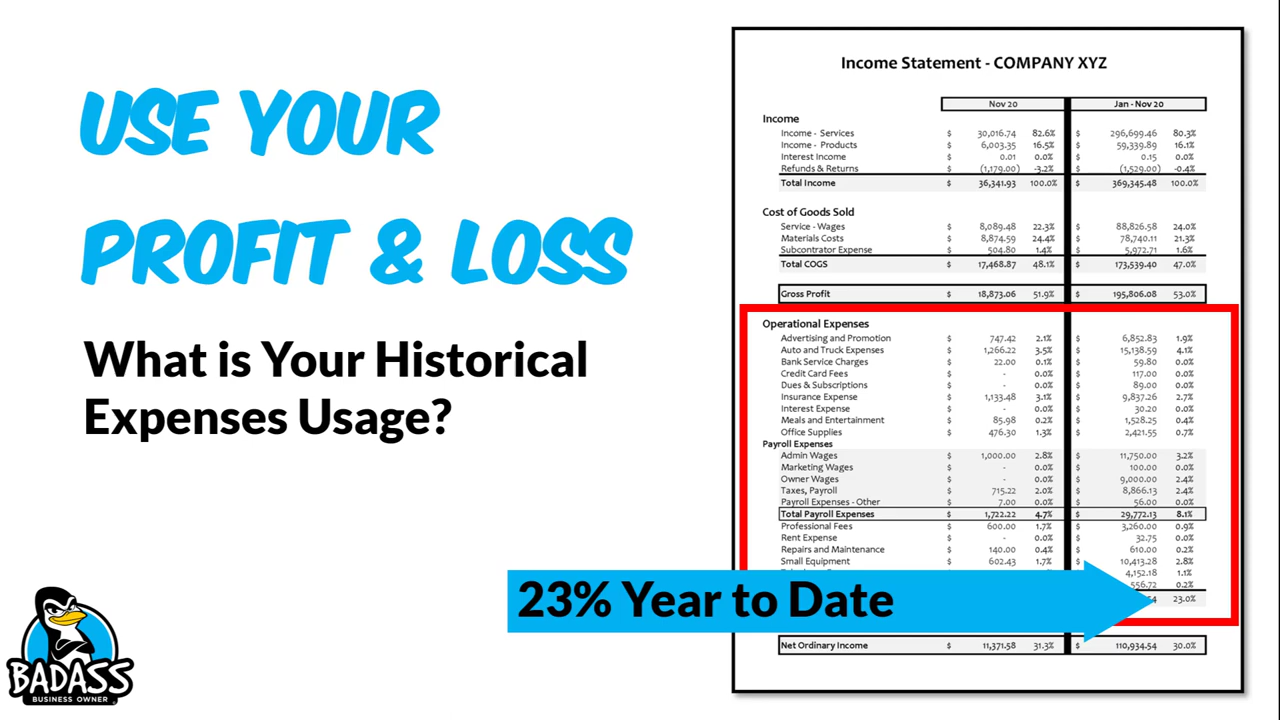 USE YOUR
PROFIT & LOSS
What is Your Historical
Expenses Usage?
BADASS
BUSINESS OWNER
Income Statement - COMPANY XYZ
Nov 20 Jan - Nov 20
Income
Income - Services $ 30,016.74 82.6% $ 296,699.46 80.3%
Income - Products $ 6,003.35 16.5% $ 59,339.89 16.1%
Interest Income $ 0.01 0.0% $ 0.15 0.0%
Refunds & Returns $ (1,179.00) -3.2% $ (1,529.00) -0.4%
Total Income $ 36,341.93 100.0% $ 369,345.48 100.0%
Cost of Goods Sold
Service - Wages $ 8,089.48 22.3% $ 88,826.58 24.0%
Materials Costs $ 8,874.59 24.4% $ 78,740.11 21.3%
Subcontrator Expense $ 504.80 1.4% $ 5,972.71 1.6%
Total COGS $ 17,468.87 48.1% $ 173,539.40 47.0%
Gross Profit $ 18,873.06 51.9% $ 195,806.08 53.0%
Operational Expenses
Advertising and Promotion $ 747.42 2.1% $ 6,852.83 1.9%
Auto and Truck Expenses $ 1,266.22 3.5% $ 15,138.59 4.1%
Bank Service Charges $ 22.00 0.1% $ 59.80 0.0%
Credit Card Fees $ - 0.0% $ 117.00 0.0%
Dues & Subscriptions $ - 0.0% $ 89.00 0.0%
Insurance Expense $ 1,133.48 3.1% $ 9,837.26 2.7%
Interest Expense $ - 0.0% $ 30.20 0.0%
Meals and Entertainment $ 85.98 0.2% $ 1,528.25 0.4%
Office Supplies $ 476.30 1.3% $ 2,421.55 0.7%
Payroll Expenses
Admin Wages $ 1,000.00 2.8% $ 11,750.00 3.2%
Marketing Wages $ - 0.0% $ 100.00 0.0%
Owner Wages $ - 0.0% $ 9,000.00 2.4%
Taxes, Payroll $ 715.22 2.0% $ 8,866.13 2.4%
Payroll Expenses - Other $ 7.00 0.0% $ 56.00 0.0%
Total Payroll Expenses $ 1,722.22 4.7% $ 29,772.13 8.1%
Professional Fees $ 600.00 1.7% $ 3,260.00 0.9%
Rent Expense $ - 0.0% $ 32.75 0.0%
Repairs and Maintenance $ 140.00 0.4% $ 610.00 0.2%
Small Equipment $ 602.43 1.7% $ 10,413.28 2.8%
4,152.18 1.1%
556.72 0.2%
23.0%
23% Year to Date
Net Ordinary Income $ 11,371.58 31.3% $ 110,934.54 30.0%